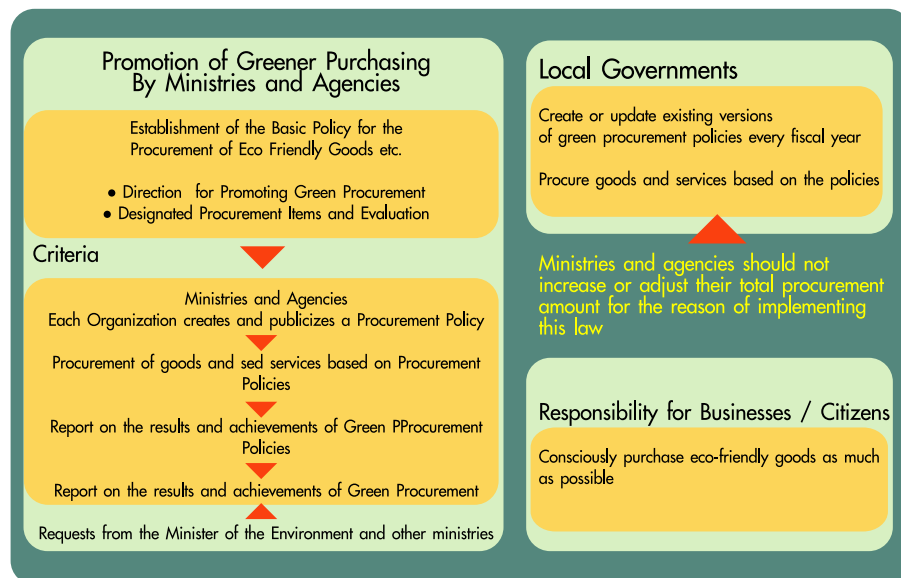 Promotion of Greener Purchasing
By Ministries and Agencies
Establishment of the Basic Policy for the
Procurement of Eco Friendly Goods etc.
● Direction for Promoting Green Procurement
● Designated Procurement Items and Evaluation
Criteria
Ministries and Agencies
Each Organization creates and publicizes a Procurement Policy
Procurement of goods and sed services based on Procurement
Policies
Report on the results and achievements of Green PProcurement
Policies
Report on the results and achievements of Green Procurement
Requests from the Minister of the Environment and other ministries
Local Governments
Create or update existing versions
of green procurement policies every fiscal year
Procure goods and services based on the policies
Ministries and agencies should not
increase or adjust their total procurement
amount for the reason of implementing
this law
Responsibility for Businesses / Citizens
Consciously purchase eco-friendly goods as much
as possible